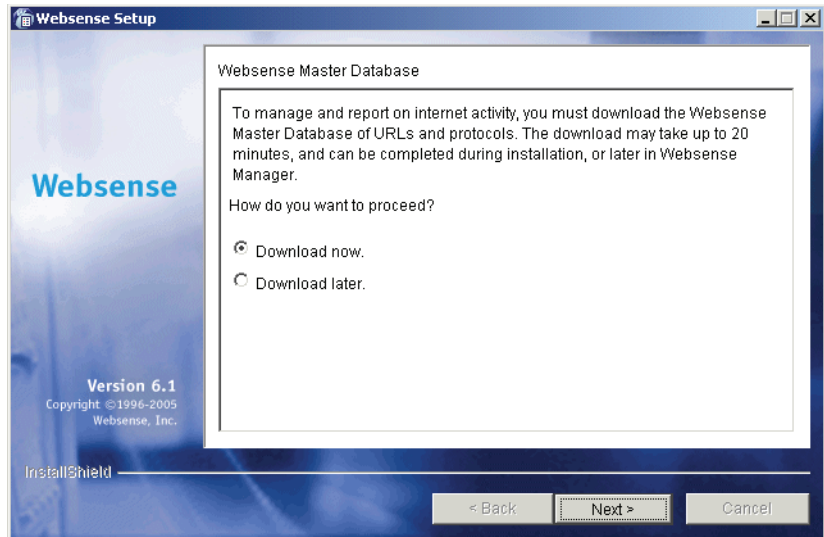 Websense Setup
Websense Master Database
To manage and report on internet activity, you must download the Websense
Master Database of URLs and protocols. The download may take up to 20
minutes, and can be completed during installation, or later in Websense
Manager.
How do you want to proceed?
Download now.
Download later.
Websense
Version 6.1
Copyright ©1996-2005
Websense, Inc.
InstallShield
< Back
Next >
Cancel